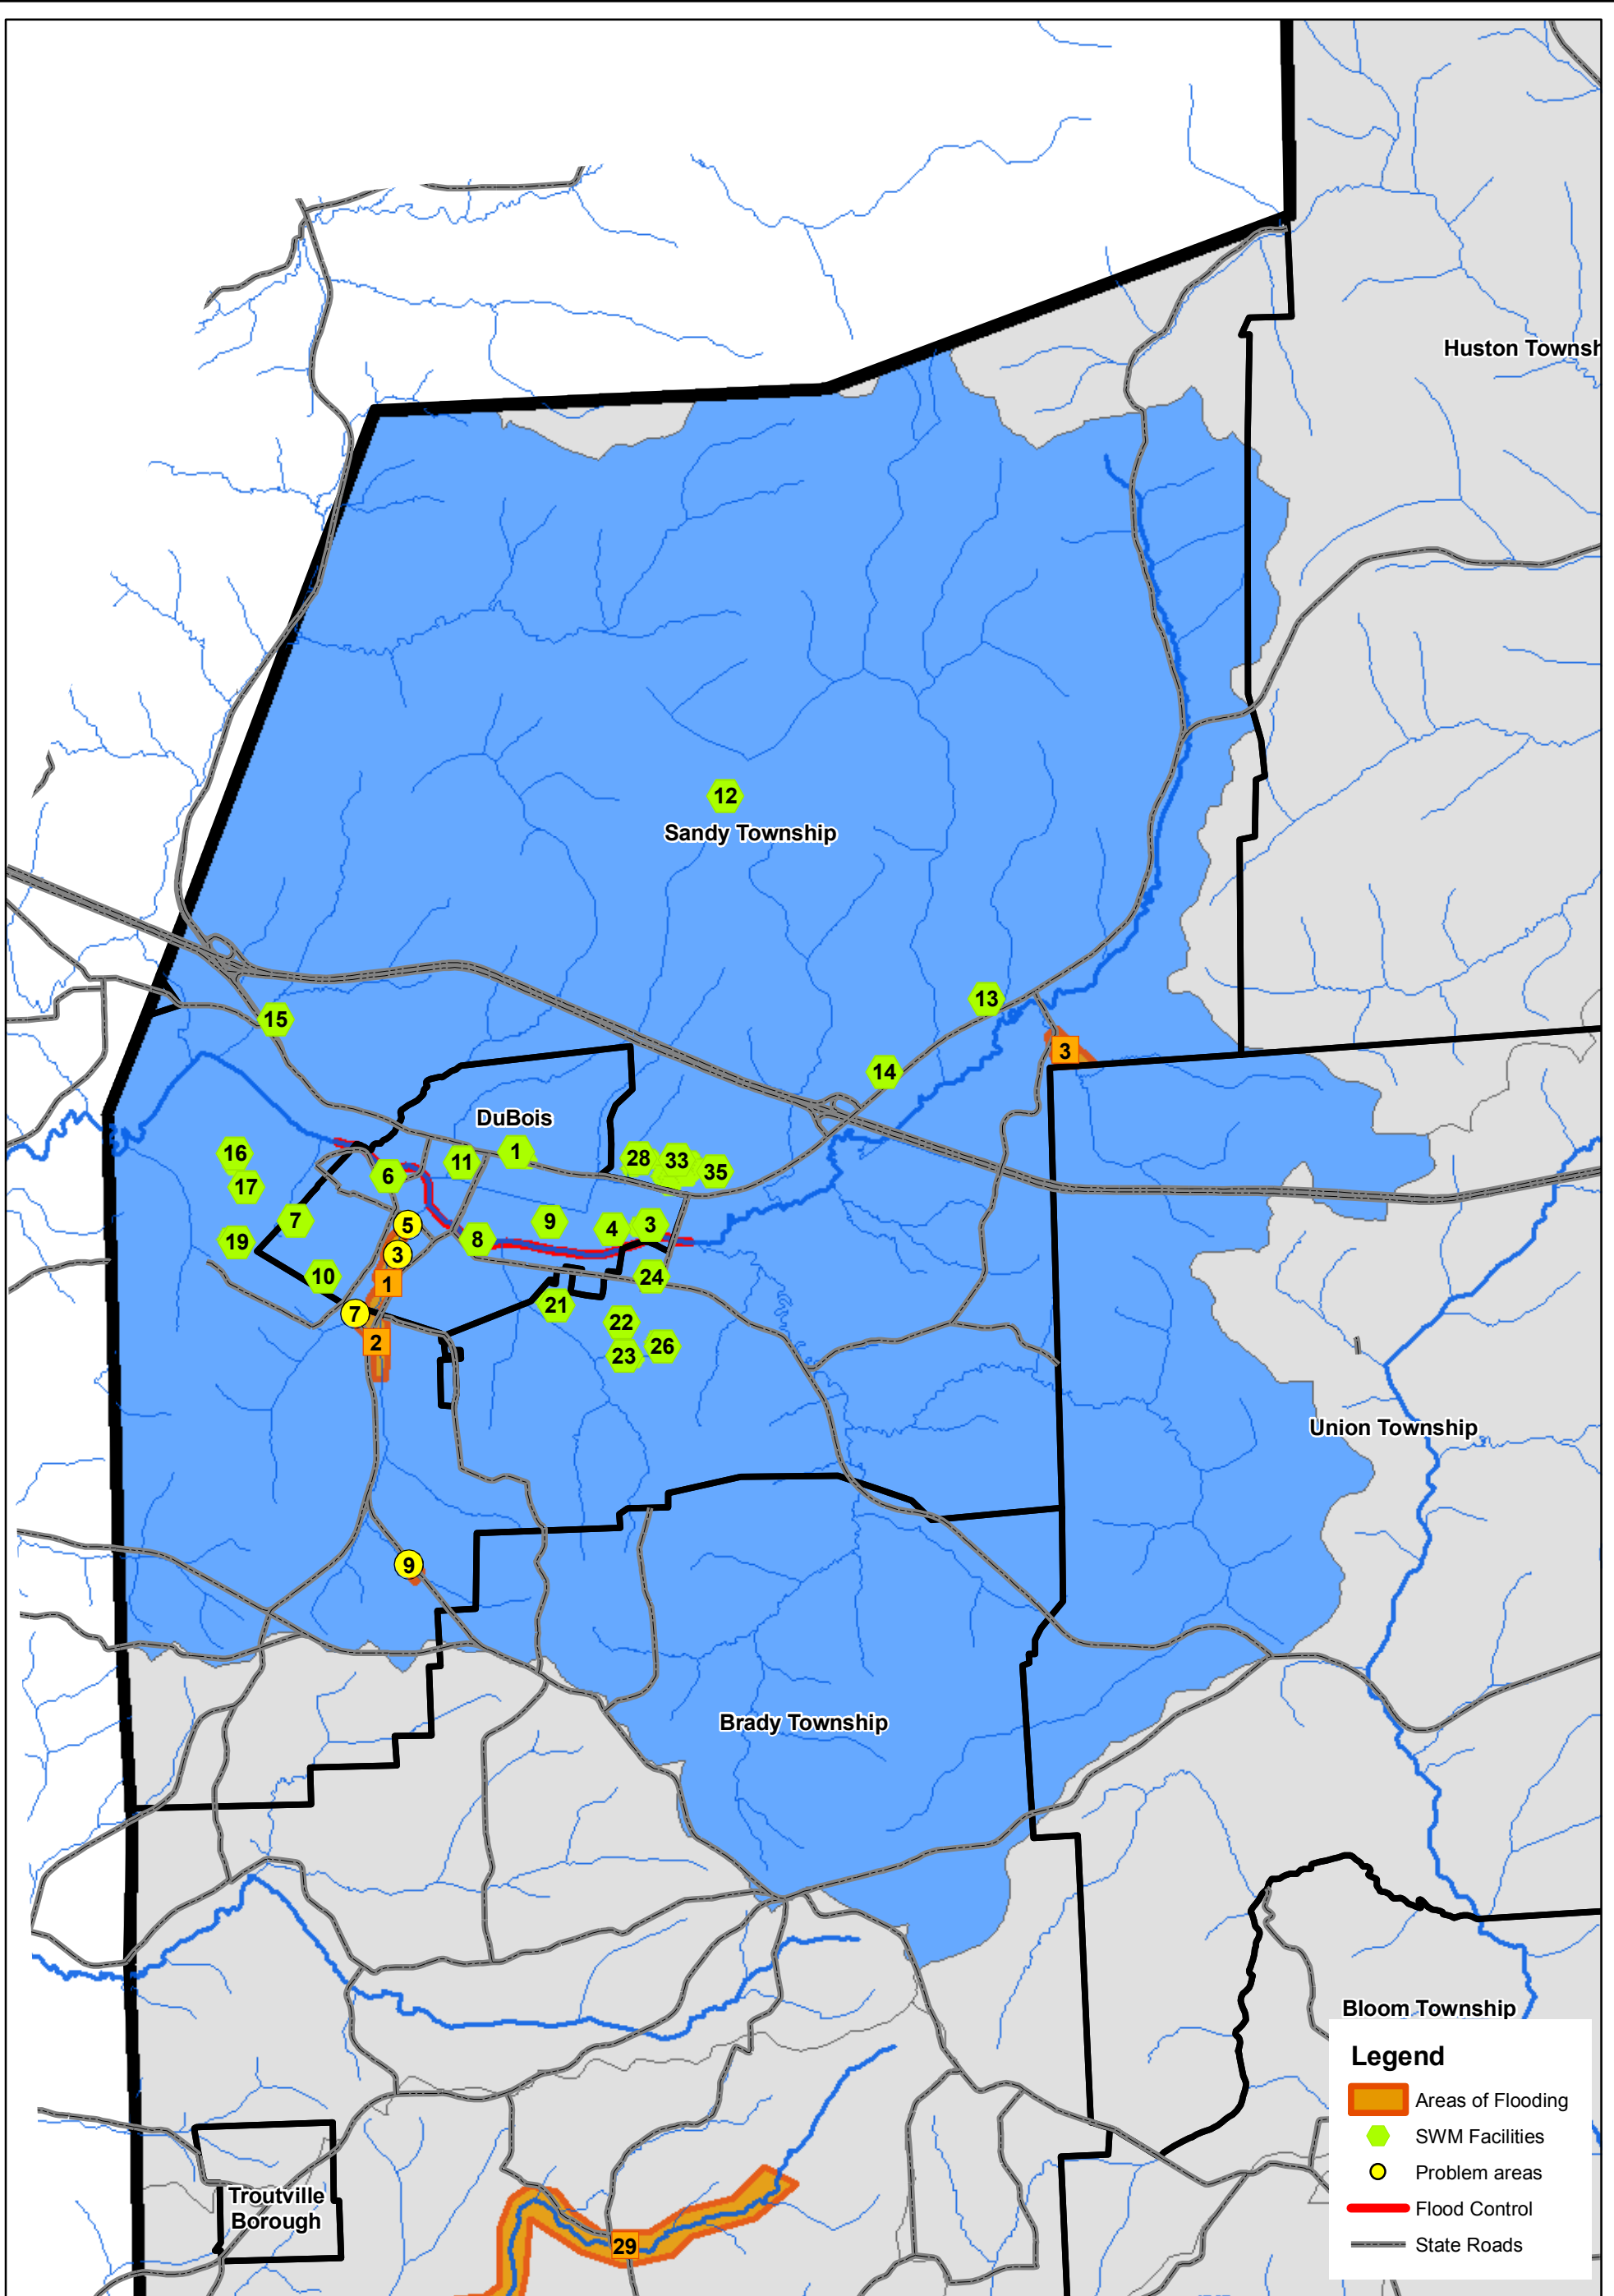 Huston Townsh
12
Sandy Township
13
15
3
14
DuBois
1
16
11
28
33
35
6
17
7
5
9
4
3
19
8
3
10
1
24
21
7
22
2
26
23
Union Township
9
Brady Township
Bloom Township
Legend
Areas of Flooding
SWM Facilities
Problem areas
Flood Control
State Roads
Troutville
Borough
29